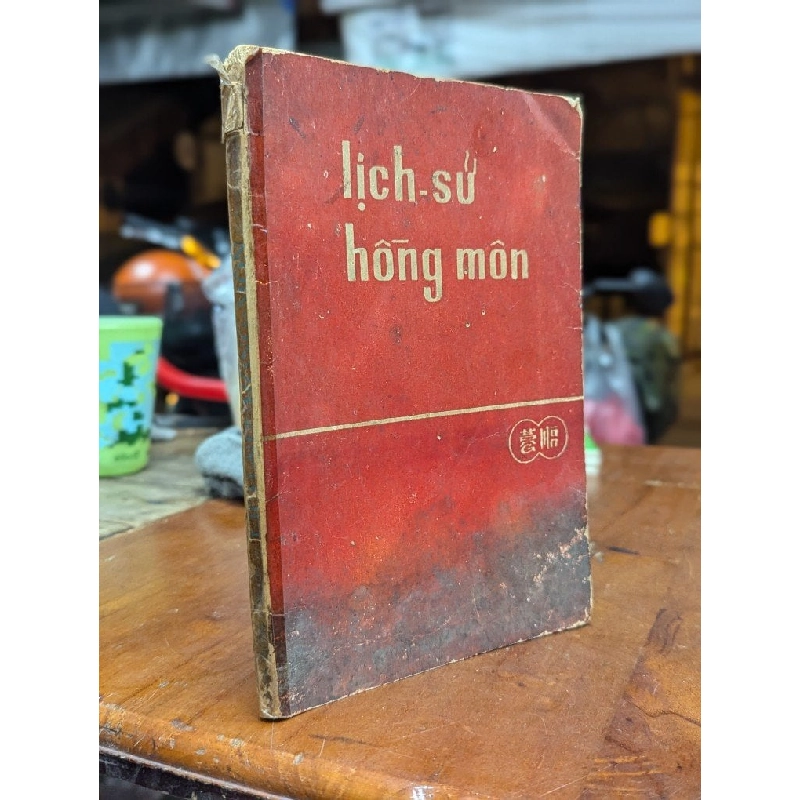 lịch-sử
hồng môn